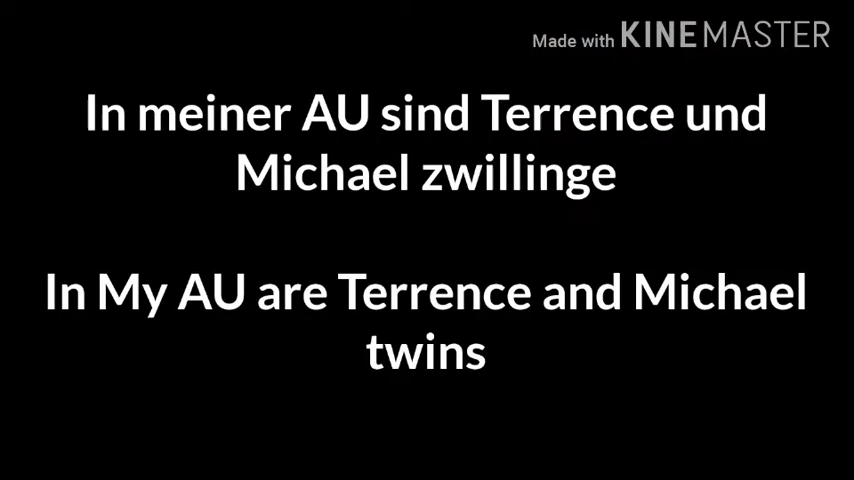 Made with KINEMASTER
In meiner AU sind Terrence und
Michael zwillinge
In My AU are Terrence and Michael
twins